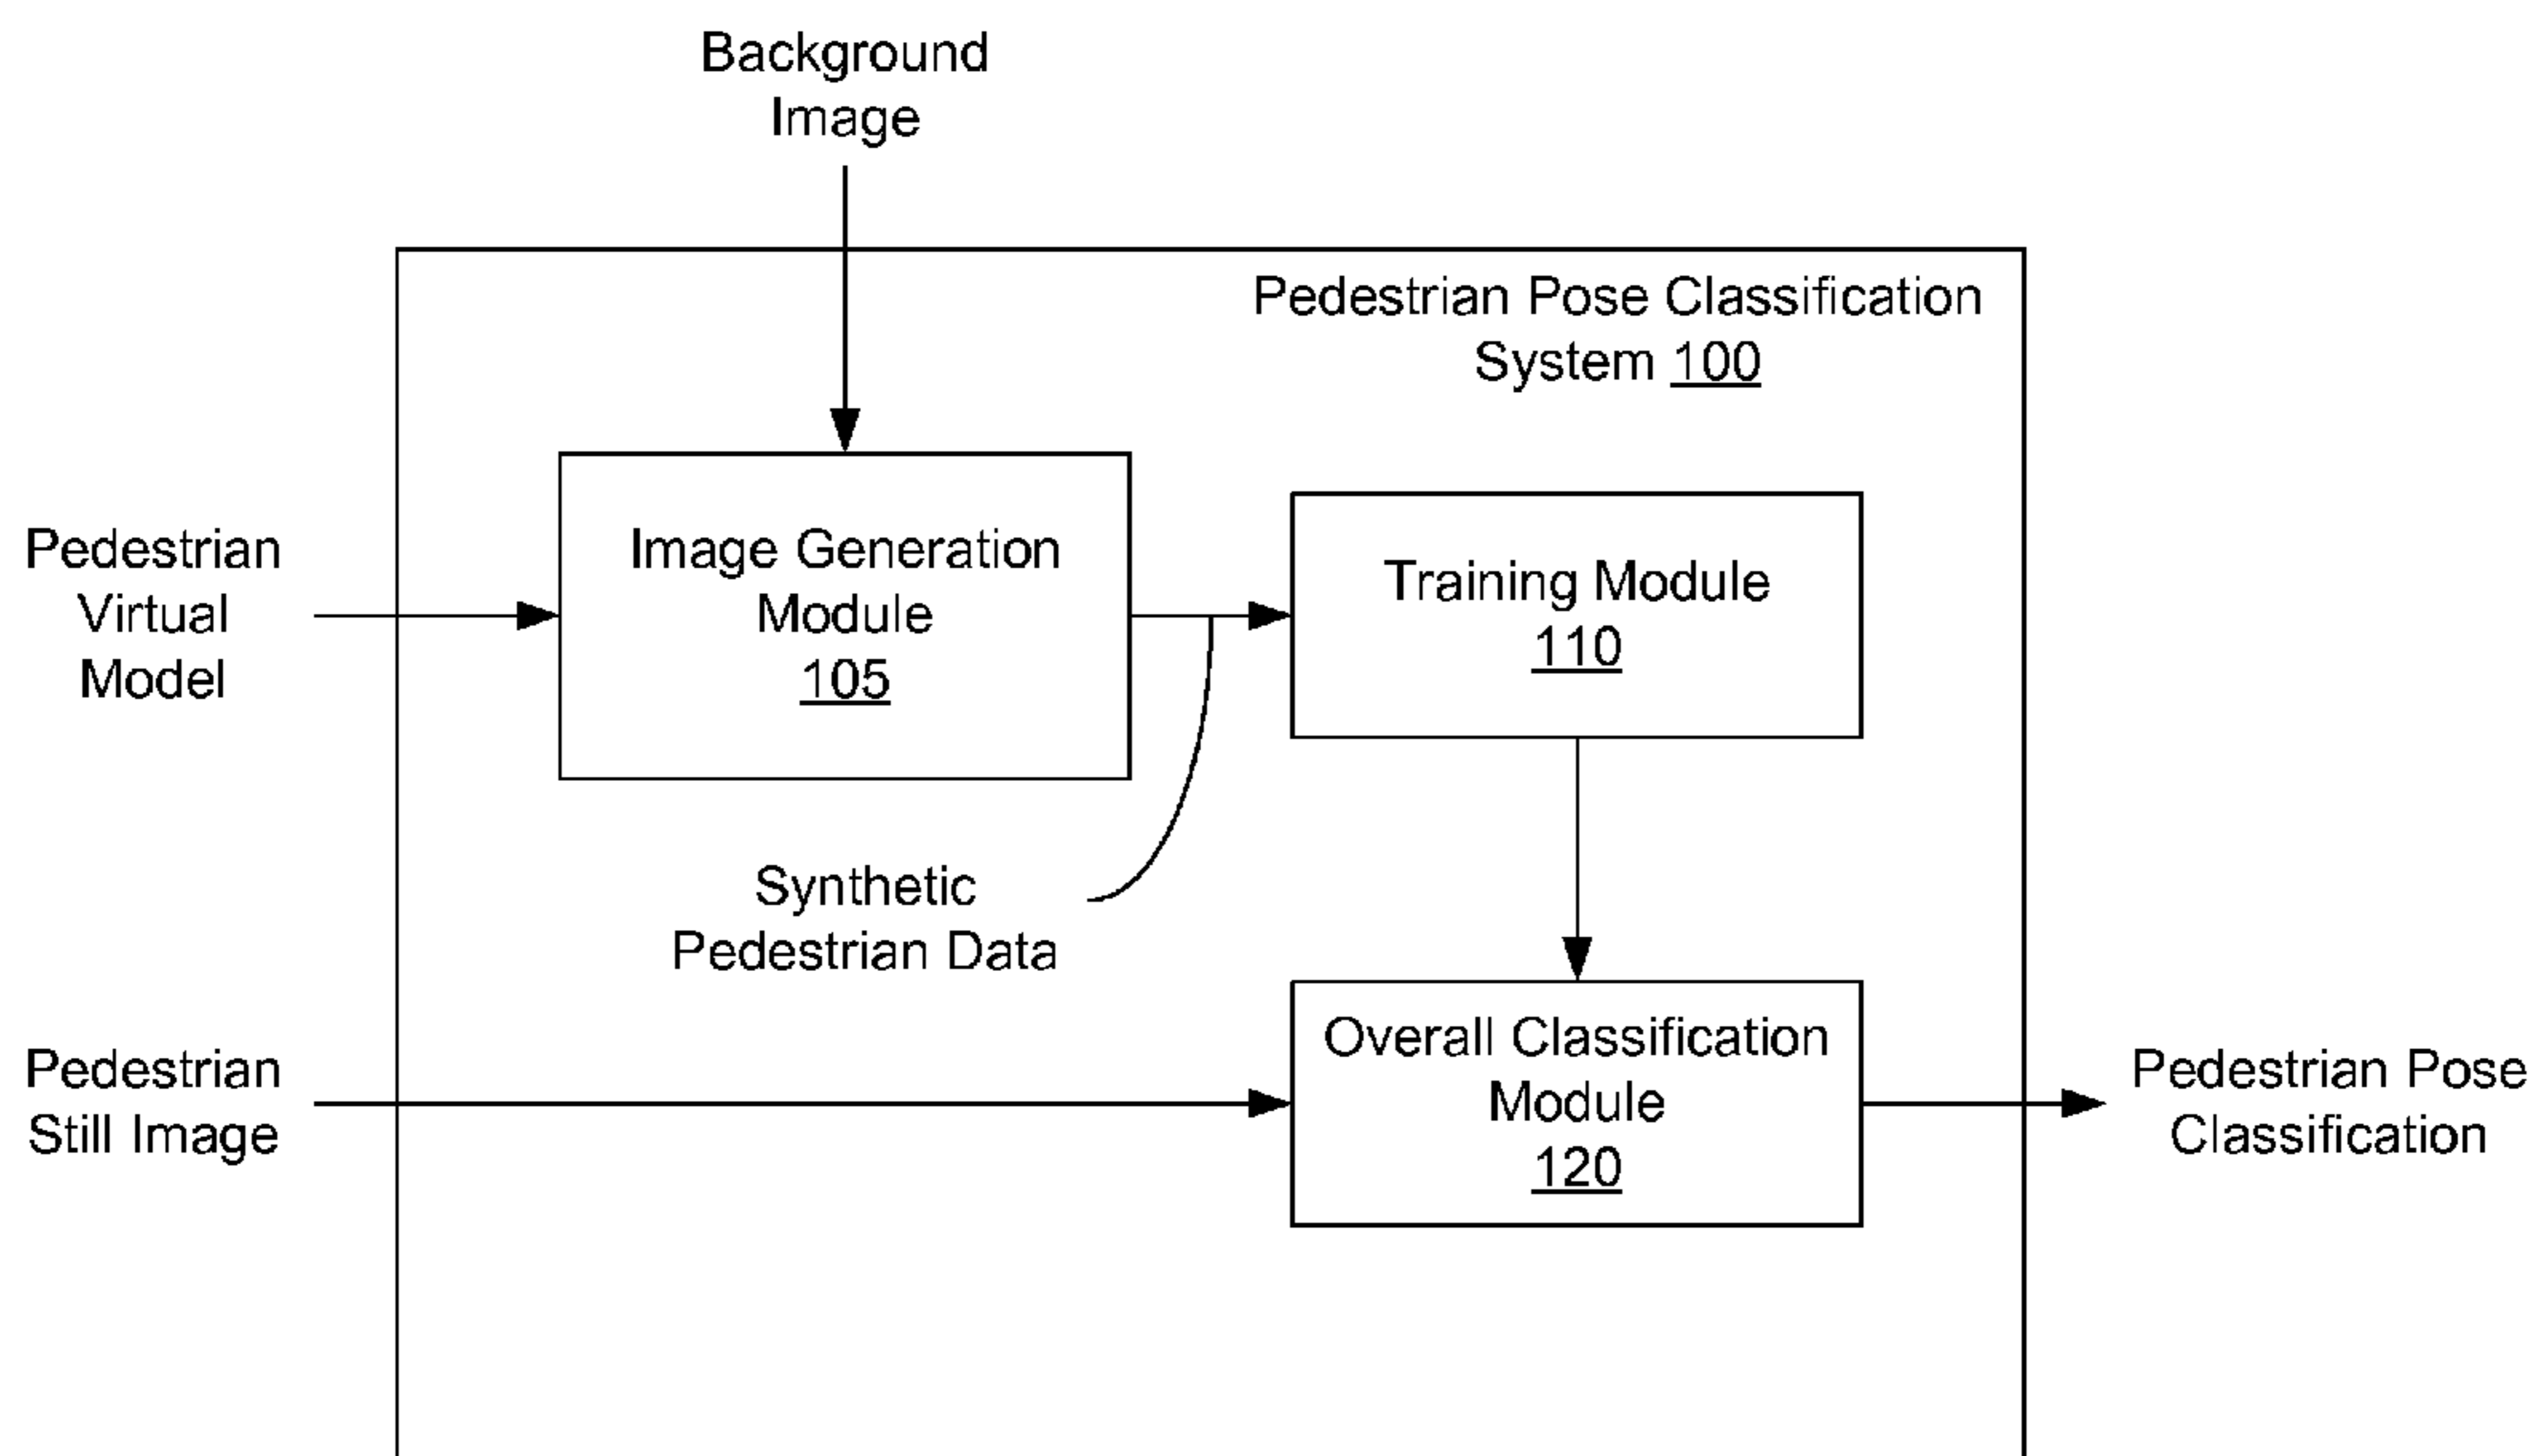 Background
Image
Pedestrian Pose Classification
System 100
Pedestrian
Virtual
Model
Image Generation
Module
105
Training Module
110
Synthetic
Pedestrian Data
Pedestrian
Still Image
Overall Classification
Module
120
Pedestrian Pose
Classification